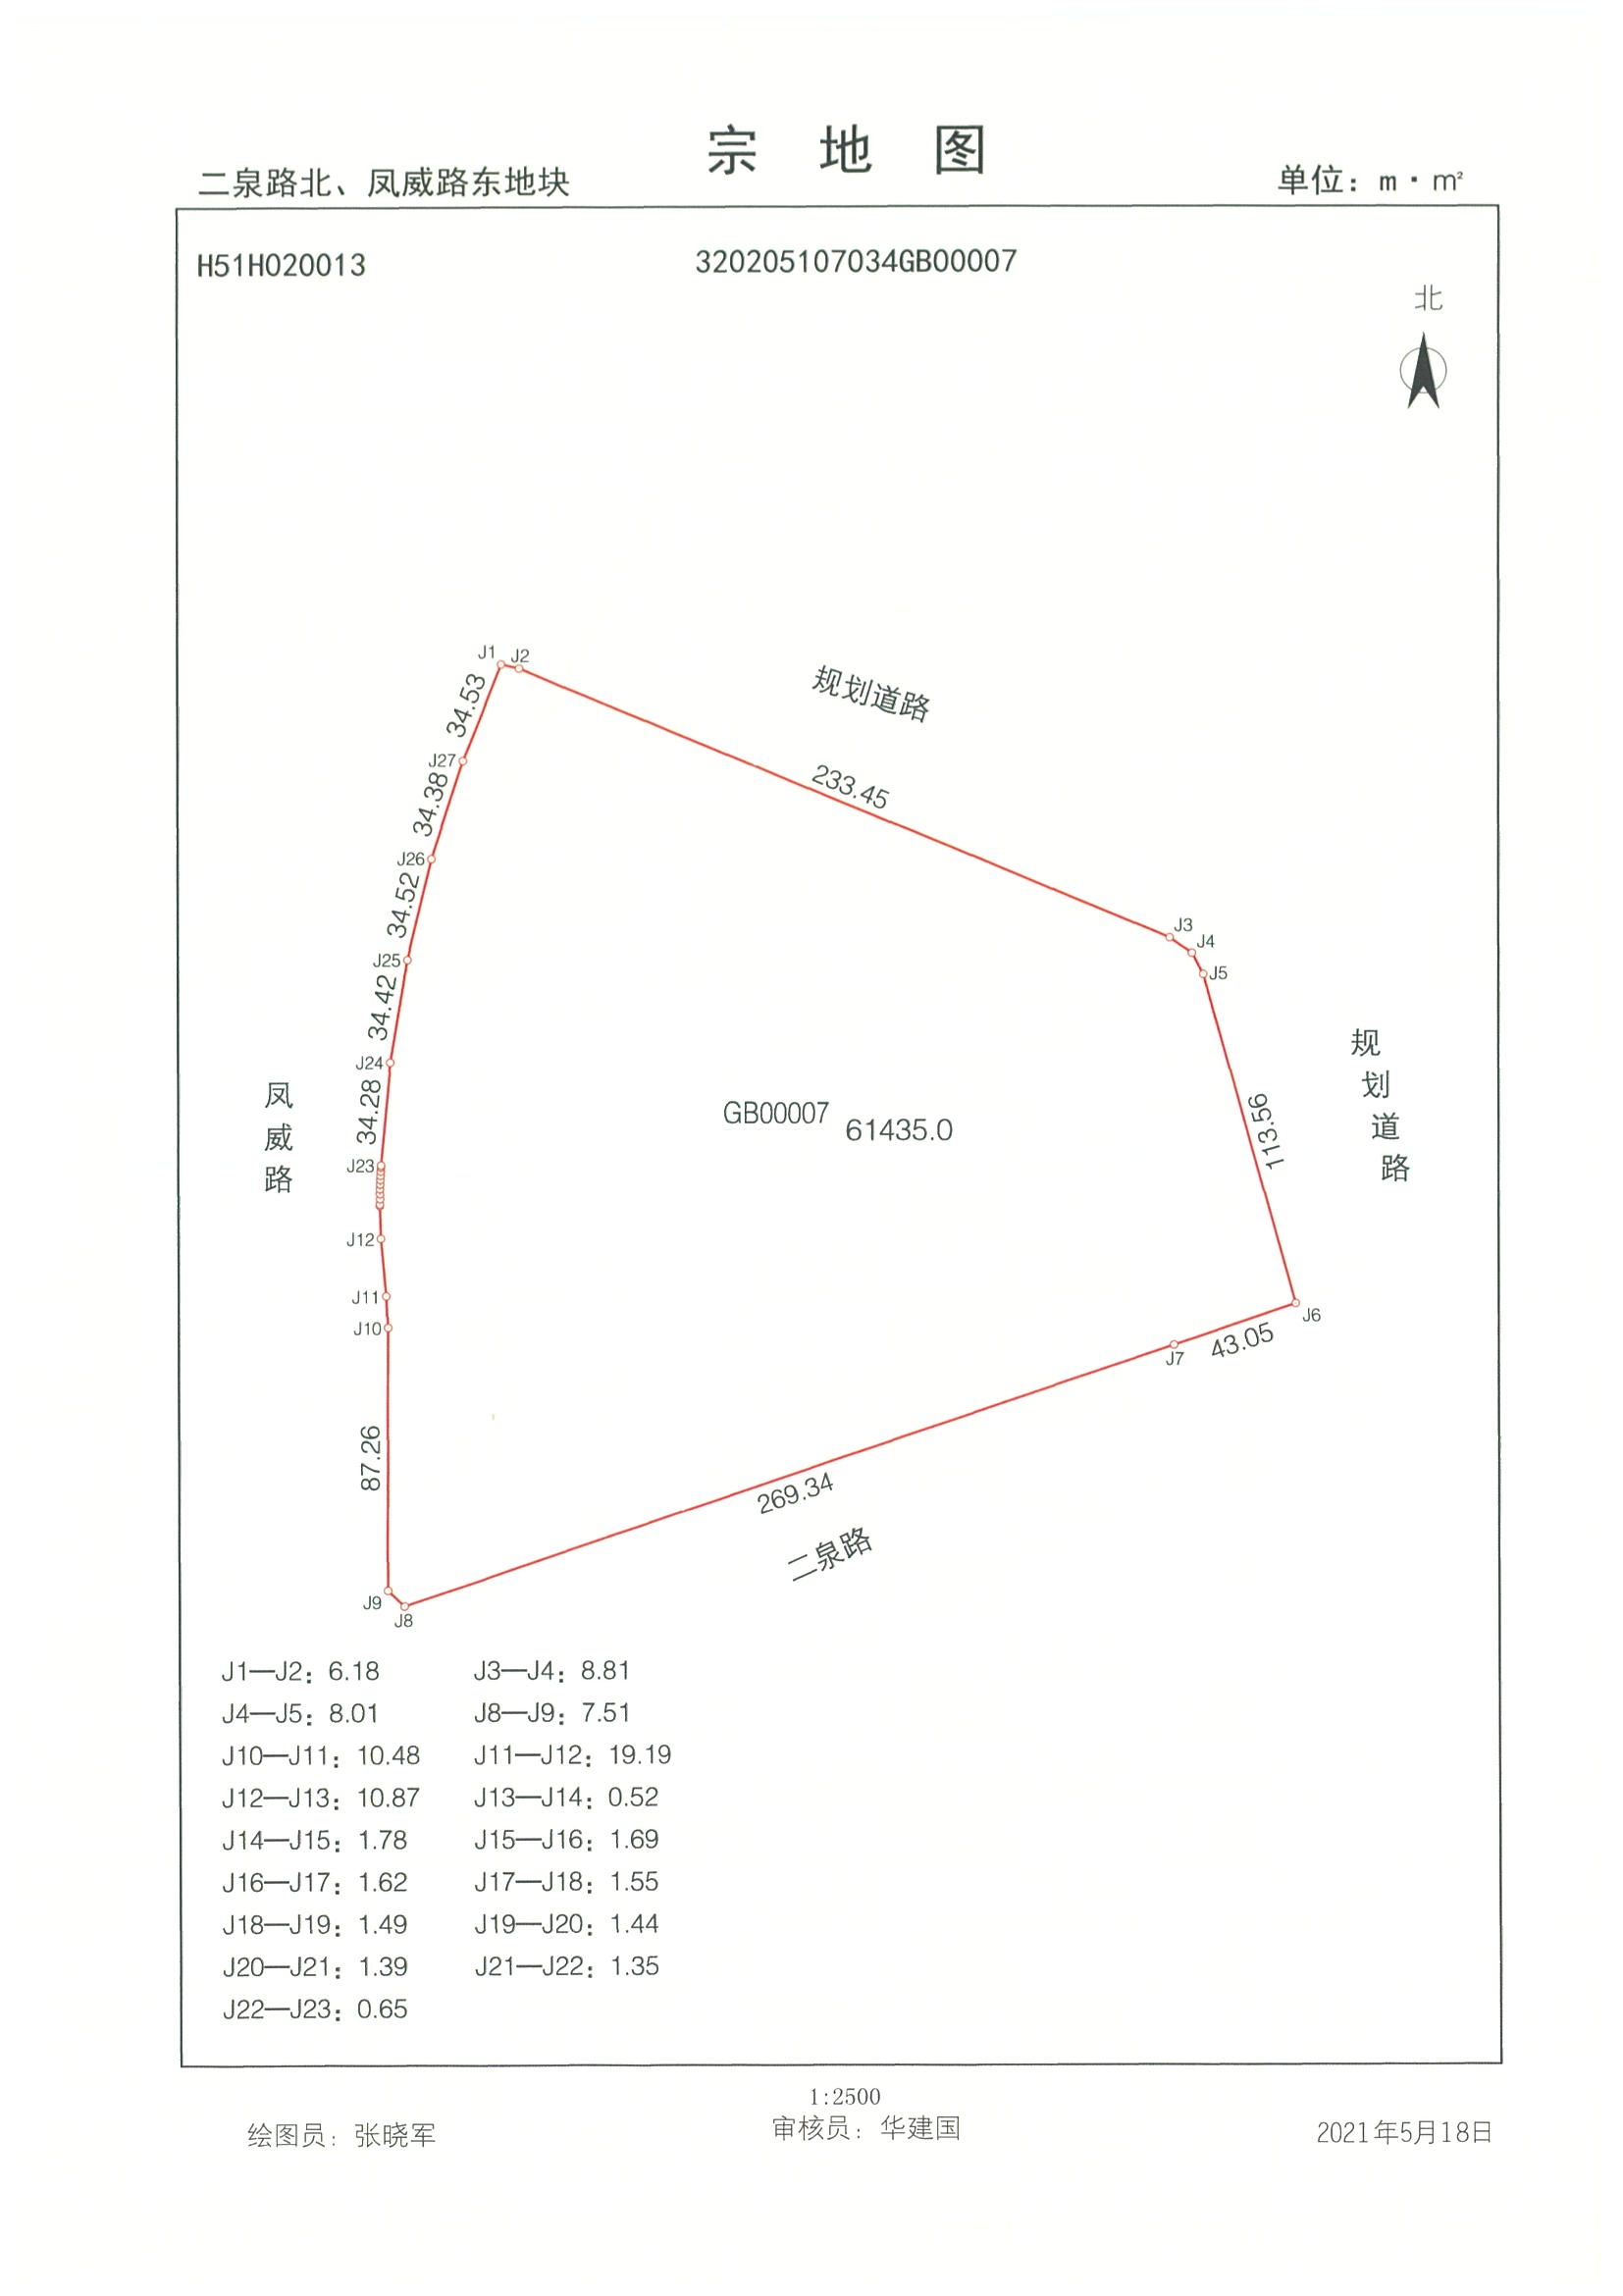 宗 地 图
二泉路北、凤威路东地块
单位：m·㎡
H51H020013
320205107034GB00007
北
J1
J2
34.53
规划道路
J27
233.45
34.38
J26
34.52
J3
J4
J25
J5
34.42
规划道路
J24
凤威路
34.28
GB00007
61435.0
113.56
J23
J12
J11
J10
J6
43.05
J7
87.26
269.34
二泉路
J9
J8
J1—J2：6.18
J3—J4：8.81
J4—J5：8.01
J8—J9：7.51
J10—J11：10.48
J11—J12：19.19
J12—J13：10.87
J13—J14：0.52
J14—J15：1.78
J15—J16：1.69
J16—J17：1.62
J17—J18：1.55
J18—J19：1.49
J19—J20：1.44
J20—J21：1.39
J21—J22：1.35
J22—J23：0.65
1:2500
绘图员：张晓军
审核员：华建国
2021年5月18日